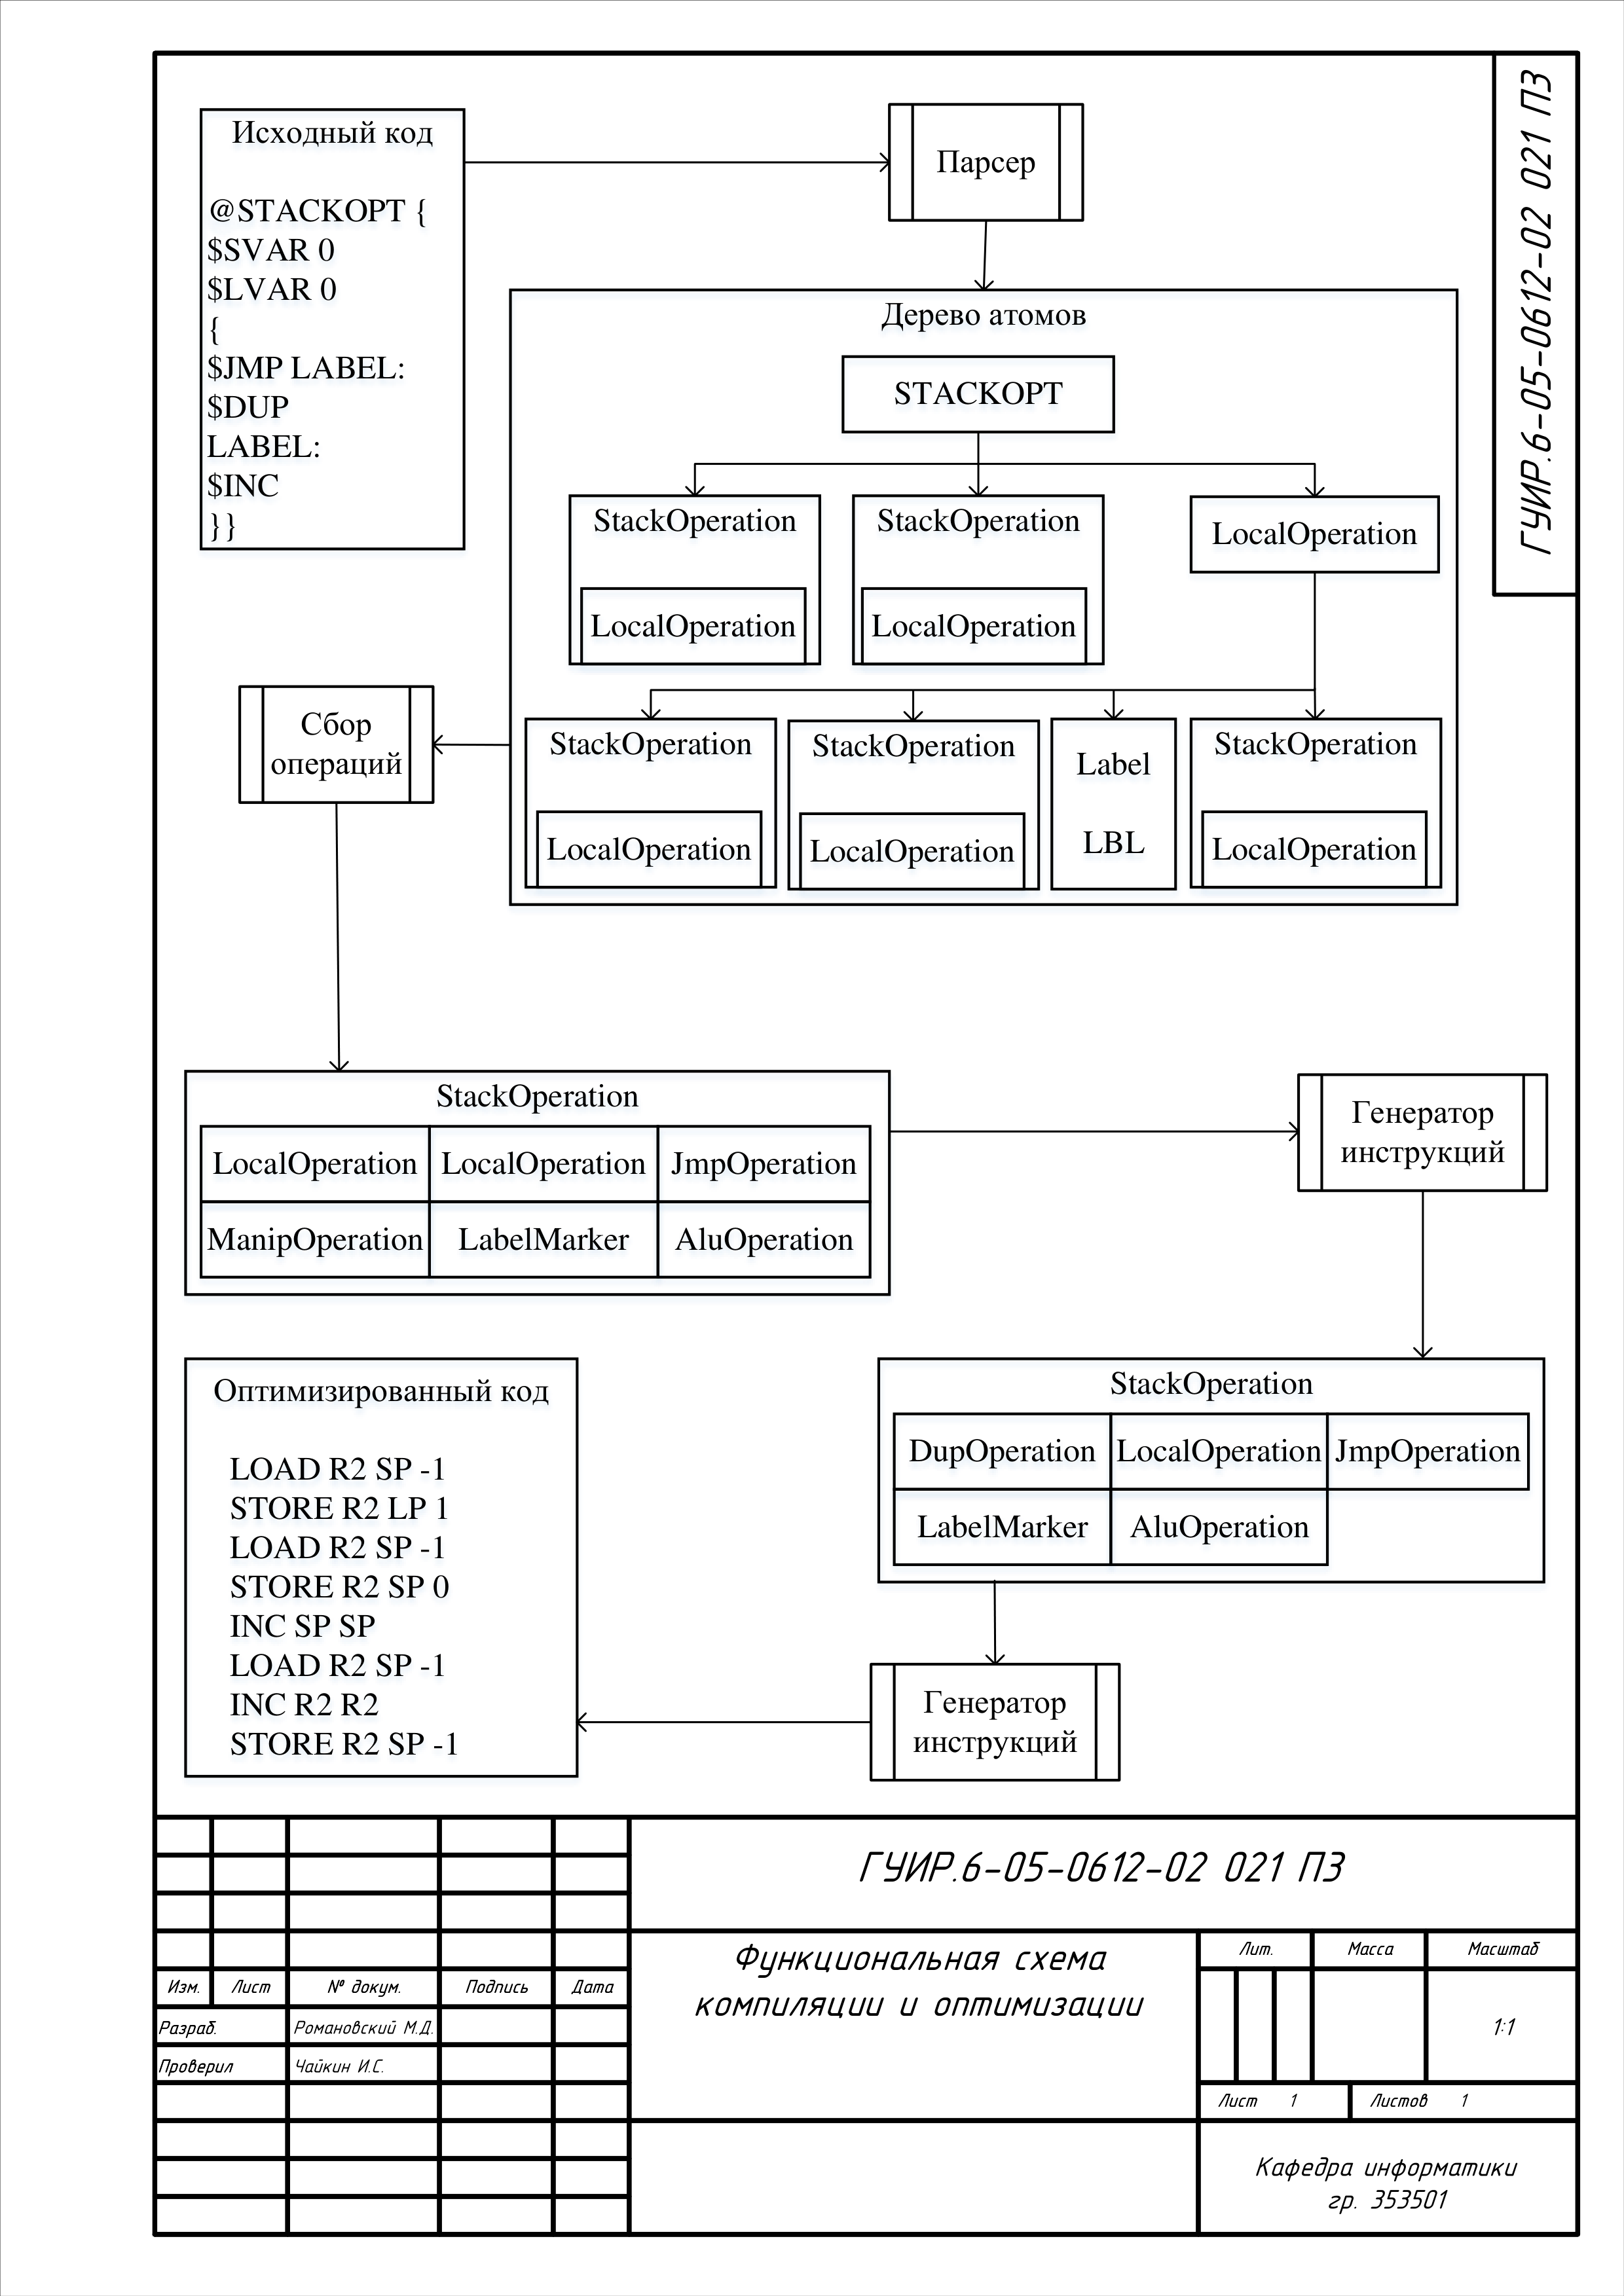 ГУИР.6-05-0612-02 021 ПЗ
Исходный код
@STACKOPT {
$SVAR 0
$LVAR 0
{
$JMP LABEL:
$DUP
LABEL:
$INC
}}
Парсер
Дерево атомов
STACKOPT
StackOperation
LocalOperation
StackOperation
LocalOperation
LocalOperation
StackOperation
LocalOperation
StackOperation
LocalOperation
Label
LBL
StackOperation
LocalOperation
Сбор
операций
StackOperation
LocalOperation
LocalOperation
JmpOperation
ManipOperation
LabelMarker
AluOperation
Генератор
инструкций
StackOperation
DupOperation
LocalOperation
JmpOperation
LabelMarker
AluOperation
Генератор
инструкций
Оптимизированный код
LOAD R2 SP -1
STORE R2 LP 1
LOAD R2 SP -1
STORE R2 SP 0
INC SP SP
LOAD R2 SP -1
INC R2 R2
STORE R2 SP -1
ГУИР.6-05-0612-02 021 ПЗ
Функциональная схема
компиляции и оптимизации
Лит.
Масса
Масштаб
1:1
Лист 1
Листов 1
Изм.
Лист
№ докум.
Подпись
Дата
Разраб.
Романовский М.Д.
Проверил
Чайкин И.С.
Кафедра информатики
гр. 353501